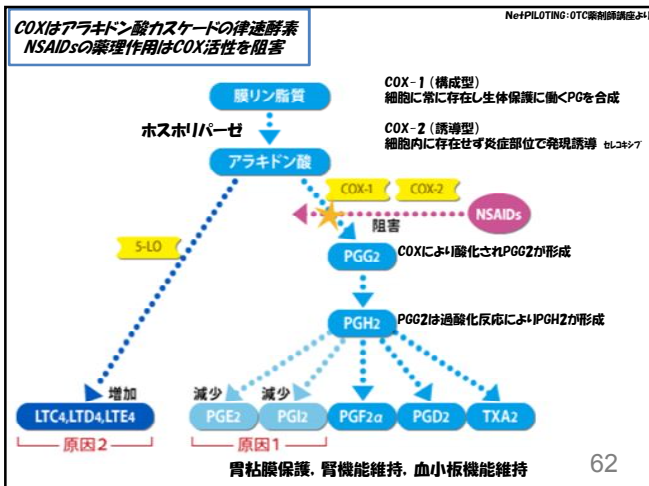 COXはアラキドン酸カスケードの律速酵素
NSAIDsの薬理作用はCOX活性を阻害
NetPILOTING:OTC薬剤師講座より
膜リン脂質
COX-1(構成型)
細胞に常に存在し生体保護に働くPGを合成
ホスホリパーゼ
COX-2(誘導型)
細胞内に存在せず炎症部位で発現誘導 セレコキシブ
アラキドン酸
COX-1
COX-2
NSAIDs
阻害
5-LO
PGG2
COXにより酸化されPGG2が形成
PGH2
PGG2は過酸化反応によりPGH2が形成
増加
減少
減少
LTC4,LTD4,LTE4
PGE2
PGI2
PGF2α
PGD2
TXA2
原因2
原因1
胃粘膜保護、腎機能維持、血小板機能維持
62